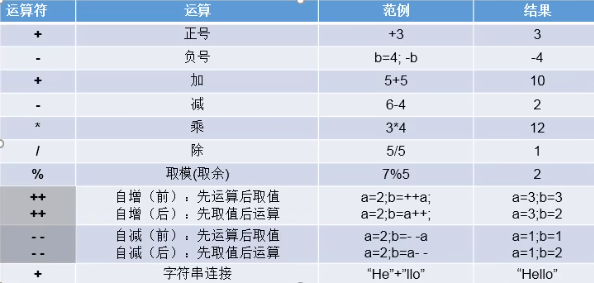 运算符 运算 范例 结果
+ 正号 +3 3
- 负号 b=4; -b -4
+ 加 5+5 10
- 减 6-4 2
* 乘 3*4 12
/ 除 5/5 1
% 取模(取余) 7%5 2
++ 自增（前）：先运算后取值 a=2;b=++a; a=3;b=3
++ 自增（后）：先取值后运算 a=2;b=a++; a=3;b=2
- - 自减（前）：先运算后取值 a=2;b=- -a a=1;b=1
- - 自减（后）：先取值后运算 a=2;b=a- - a=1;b=2
+ 字符串连接 “He”+”llo” “Hello”